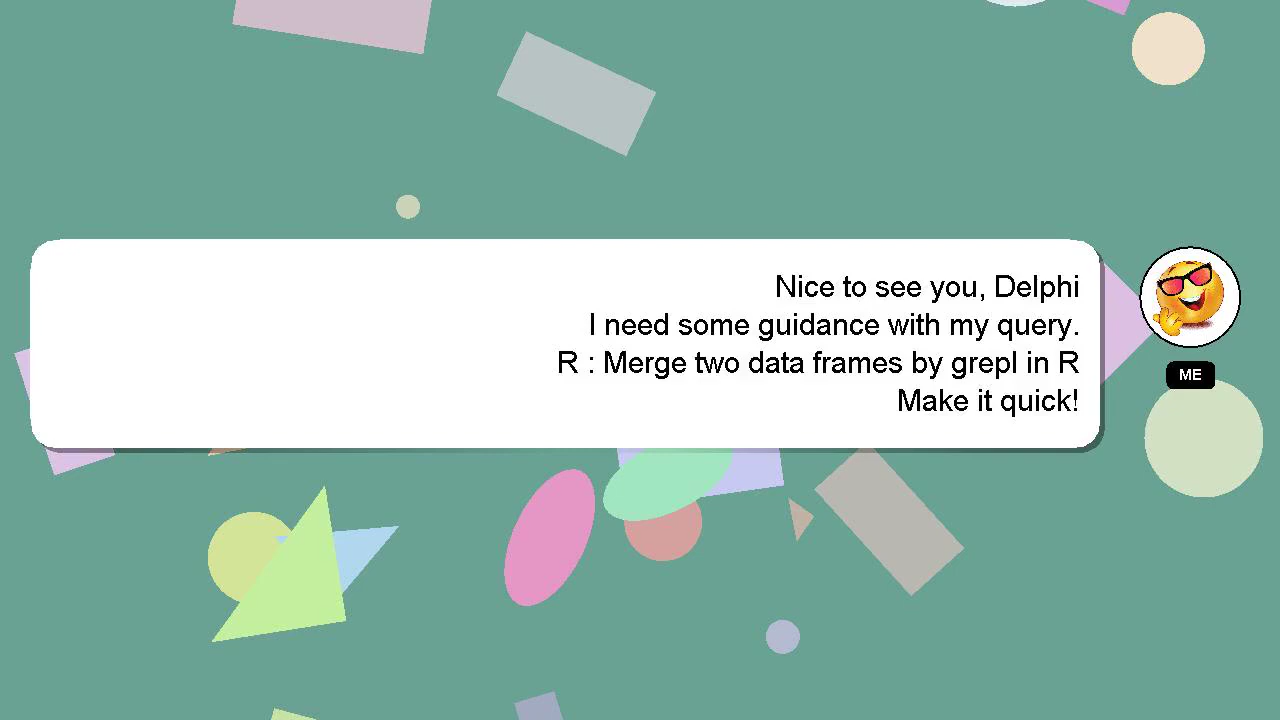 Nice to see you, Delphi
I need some guidance with my query.
R : Merge two data frames by grepl in R
Make it quick!
ME